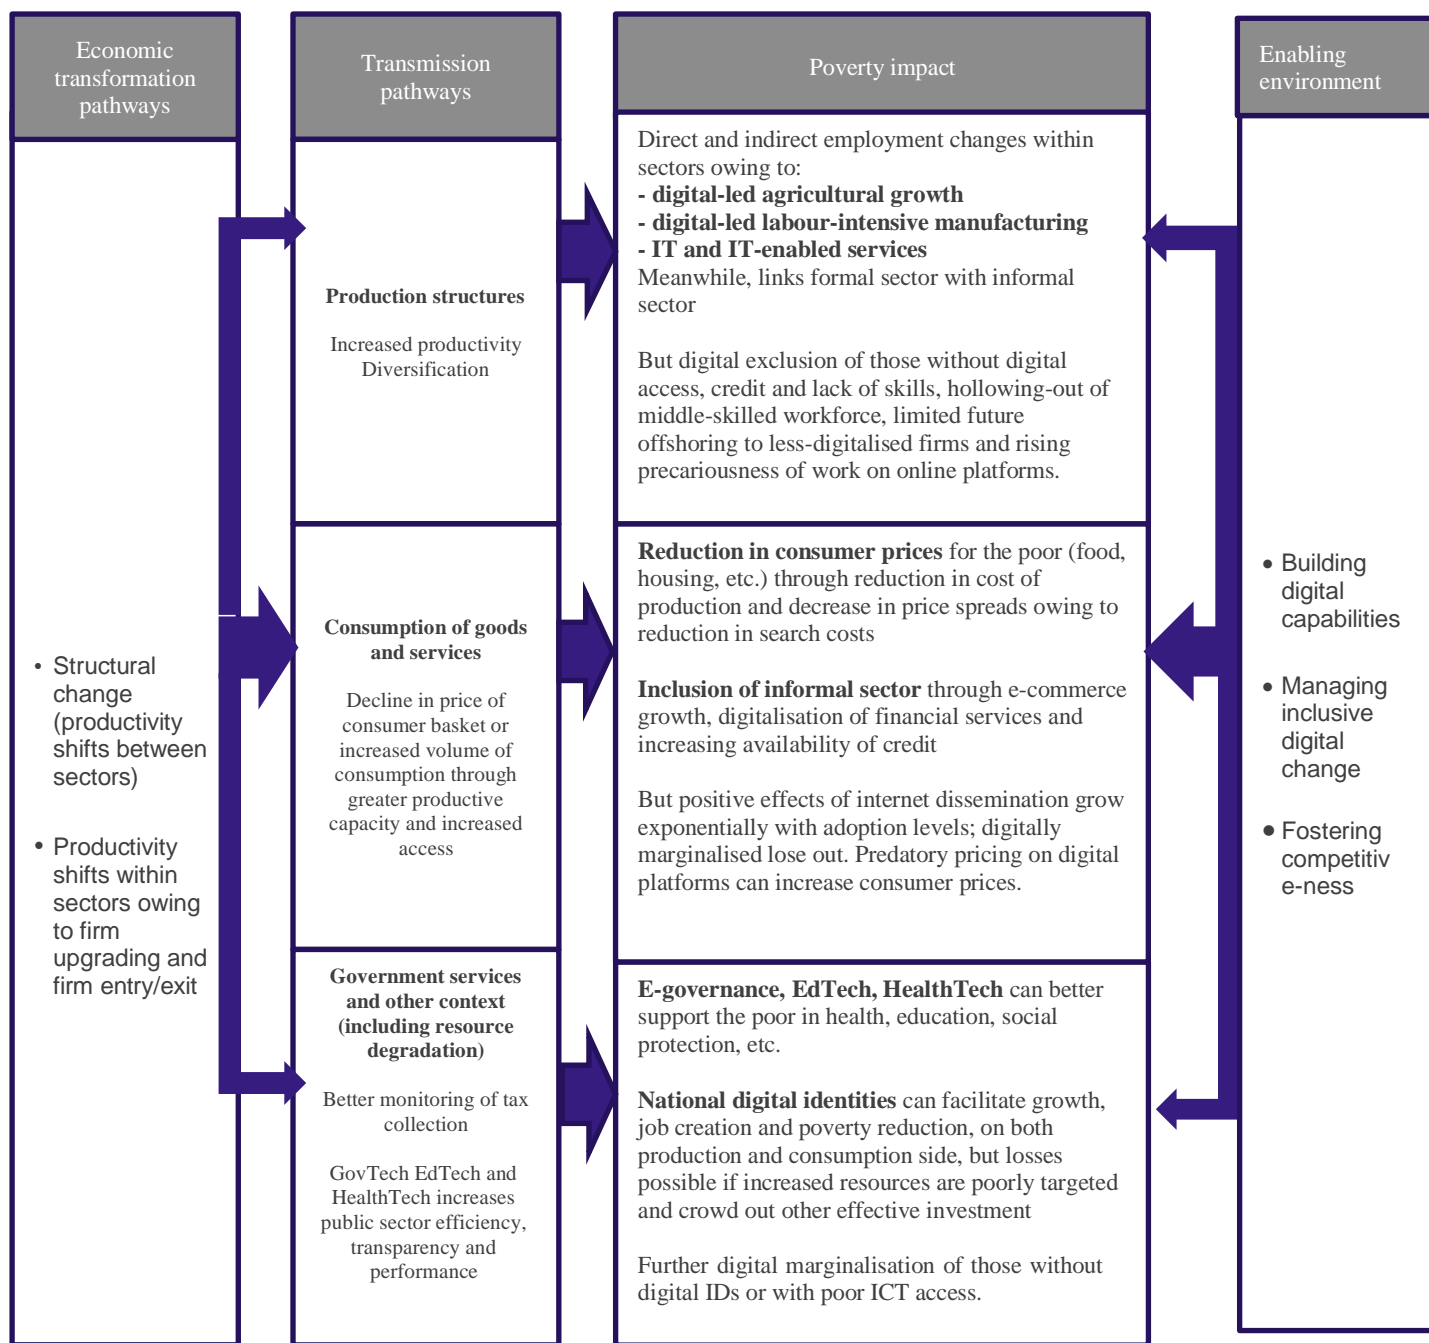 Economic
transformation
pathways
Transmission
pathways
Poverty impact
Enabling
environment
• Structural
change
(productivity
shifts between
sectors)
• Productivity
shifts within
sectors owing
to firm
upgrading and
firm entry/exit
Production structures
Increased productivity
Diversification
Direct and indirect employment changes within
sectors owing to:
- digital-led agricultural growth
- digital-led labour-intensive manufacturing
- IT and IT-enabled services
Meanwhile, links formal sector with informal
sector
But digital exclusion of those without digital
access, credit and lack of skills, hollowing-out of
middle-skilled workforce, limited future
offshoring to less-digitalised firms and rising
precariousness of work on online platforms.
Consumption of goods
and services
Decline in price of
consumer basket or
increased volume of
consumption through
greater productive
capacity and increased
access
Reduction in consumer prices for the poor (food,
housing, etc.) through reduction in cost of
production and decrease in price spreads owing to
reduction in search costs
Inclusion of informal sector through e-commerce
growth, digitalisation of financial services and
increasing availability of credit
But positive effects of internet dissemination grow
exponentially with adoption levels; digitally
marginalised lose out. Predatory pricing on digital
platforms can increase consumer prices.
Government services
and other context
(including resource
degradation)
Better monitoring of tax
collection
GovTech EdTech and
HealthTech increases
public sector efficiency,
transparency and
performance
E-governance, EdTech, HealthTech can better
support the poor in health, education, social
protection, etc.
National digital identities can facilitate growth,
job creation and poverty reduction, on both
production and consumption side, but losses
possible if increased resources are poorly targeted
and crowd out other effective investment
Further digital marginalisation of those without
digital IDs or with poor ICT access.
• Building
digital
capabilities
• Managing
inclusive
digital
change
• Fostering
competitiv
e-ness